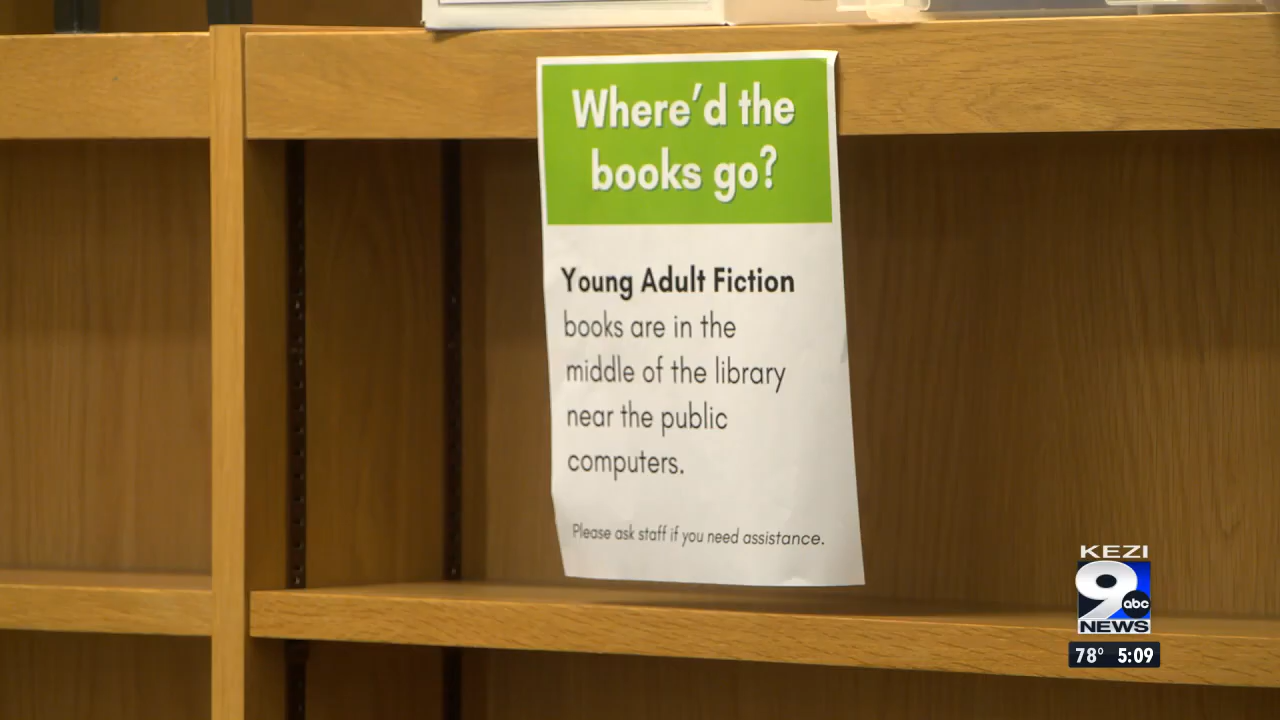 Where'd the
books go?
Young Adult Fiction
books are in the
middle of the library
near the public
computers.
Please ask staff if you need assistance.
KEZI
9
abc
NEWS
78° 5:09